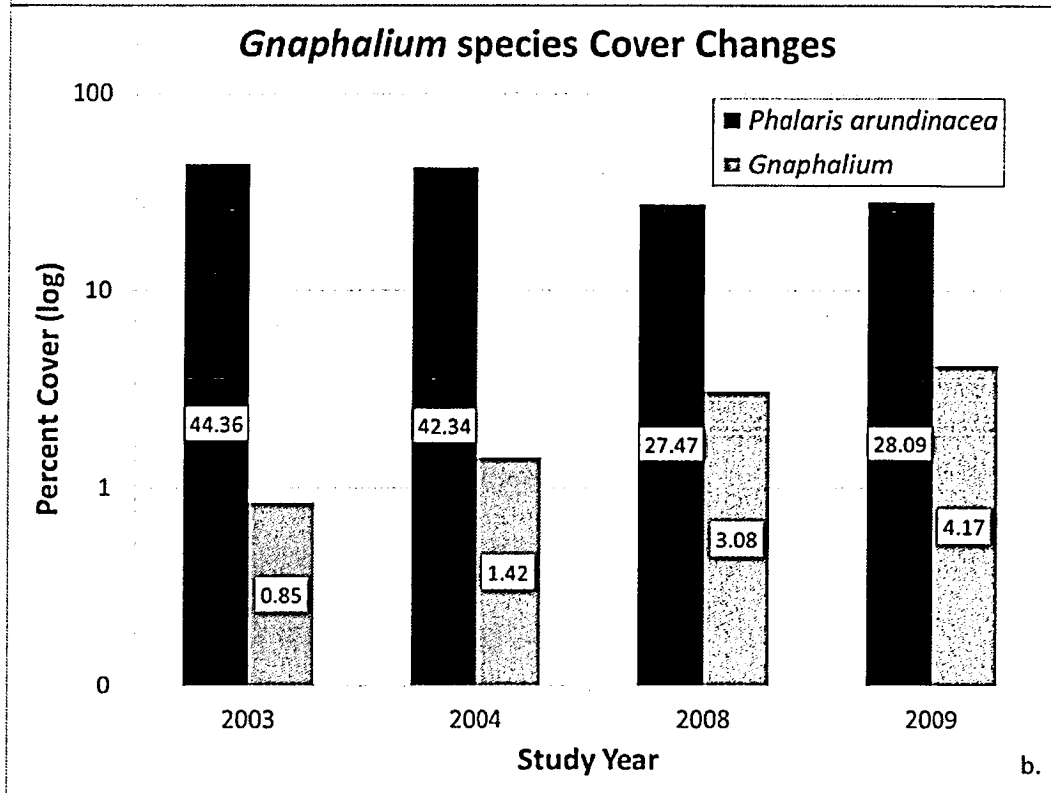 Gnaphalium species Cover Changes
100
10
1
0
Percent Cover (log)
Phalaris arundinacea
Gnaphalium
44.36
0.85
42.34
1.42
27.47
3.08
28.09
4.17
2003
2004
2008
2009
Study Year
b.